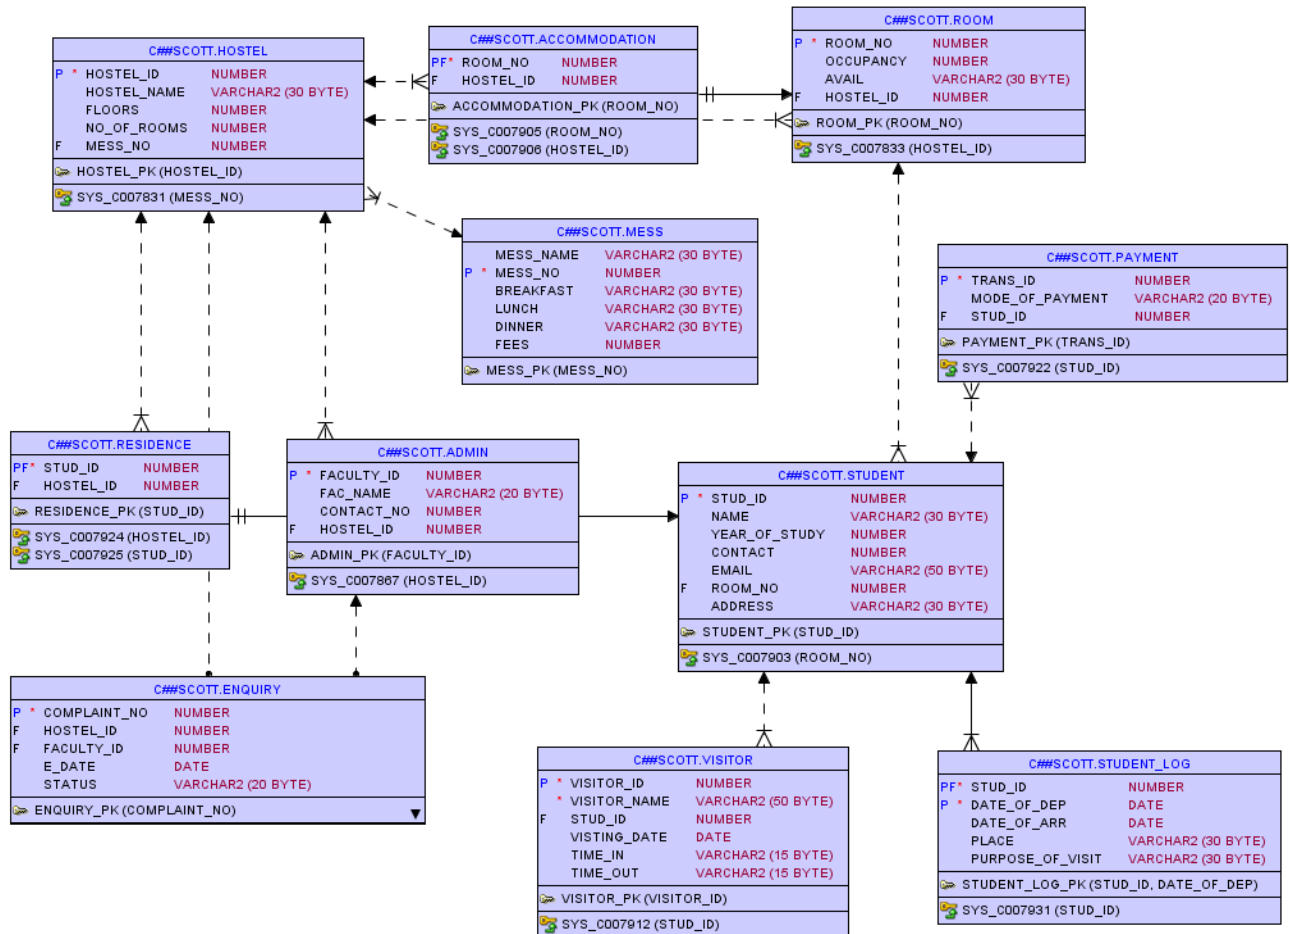 C##SCOTT.HOSTEL
P * HOSTEL_ID NUMBER
HOSTEL_NAME VARCHAR2 (30 BYTE)
FLOORS NUMBER
NO_OF_ROOMS NUMBER
F MESS_NO NUMBER
HOSTEL_PK (HOSTEL_ID)
SYS_C007831 (MESS_NO)
C##SCOTT.ACCOMMODATION
PF* ROOM_NO NUMBER
F HOSTEL_ID NUMBER
ACCOMMODATION_PK (ROOM_NO)
SYS_C007905 (ROOM_NO)
SYS_C007906 (HOSTEL_ID)
C##SCOTT.ROOM
P * ROOM_NO NUMBER
OCCUPANCY NUMBER
AVAIL VARCHAR2 (30 BYTE)
F HOSTEL_ID NUMBER
ROOM_PK (ROOM_NO)
SYS_C007833 (HOSTEL_ID)
C##SCOTT.MESS
MESS_NAME VARCHAR2 (30 BYTE)
P * MESS_NO NUMBER
BREAKFAST VARCHAR2 (30 BYTE)
LUNCH VARCHAR2 (30 BYTE)
DINNER VARCHAR2 (30 BYTE)
FEES NUMBER
MESS_PK (MESS_NO)
C##SCOTT.PAYMENT
P * TRANS_ID NUMBER
MODE_OF_PAYMENT VARCHAR2 (20 BYTE)
F STUD_ID NUMBER
PAYMENT_PK (TRANS_ID)
SYS_C007922 (STUD_ID)
C##SCOTT.RESIDENCE
PF* STUD_ID NUMBER
F HOSTEL_ID NUMBER
RESIDENCE_PK (STUD_ID)
SYS_C007924 (HOSTEL_ID)
SYS_C007925 (STUD_ID)
C##SCOTT.ADMIN
P * FACULTY_ID NUMBER
FAC_NAME VARCHAR2 (20 BYTE)
CONTACT_NO NUMBER
F HOSTEL_ID NUMBER
ADMIN_PK (FACULTY_ID)
SYS_C007867 (HOSTEL_ID)
C##SCOTT.STUDENT
P * STUD_ID NUMBER
NAME VARCHAR2 (30 BYTE)
YEAR_OF_STUDY NUMBER
CONTACT NUMBER
EMAIL VARCHAR2 (50 BYTE)
F ROOM_NO NUMBER
ADDRESS VARCHAR2 (30 BYTE)
STUDENT_PK (STUD_ID)
SYS_C007903 (ROOM_NO)
C##SCOTT.ENQUIRY
P * COMPLAINT_NO NUMBER
F HOSTEL_ID NUMBER
F FACULTY_ID NUMBER
E_DATE DATE
STATUS VARCHAR2 (20 BYTE)
ENQUIRY_PK (COMPLAINT_NO)
C##SCOTT.VISITOR
P * VISITOR_ID NUMBER
* VISITOR_NAME VARCHAR2 (50 BYTE)
F STUD_ID NUMBER
VISTING_DATE DATE
TIME_IN VARCHAR2 (15 BYTE)
TIME_OUT VARCHAR2 (15 BYTE)
VISITOR_PK (VISITOR_ID)
SYS_C007912 (STUD_ID)
C##SCOTT.STUDENT_LOG
PF* STUD_ID NUMBER
P * DATE_OF_DEP DATE
DATE_OF_ARR DATE
PLACE VARCHAR2 (30 BYTE)
PURPOSE_OF_VISIT VARCHAR2 (30 BYTE)
STUDENT_LOG_PK (STUD_ID, DATE_OF_DEP)
SYS_C007931 (STUD_ID)